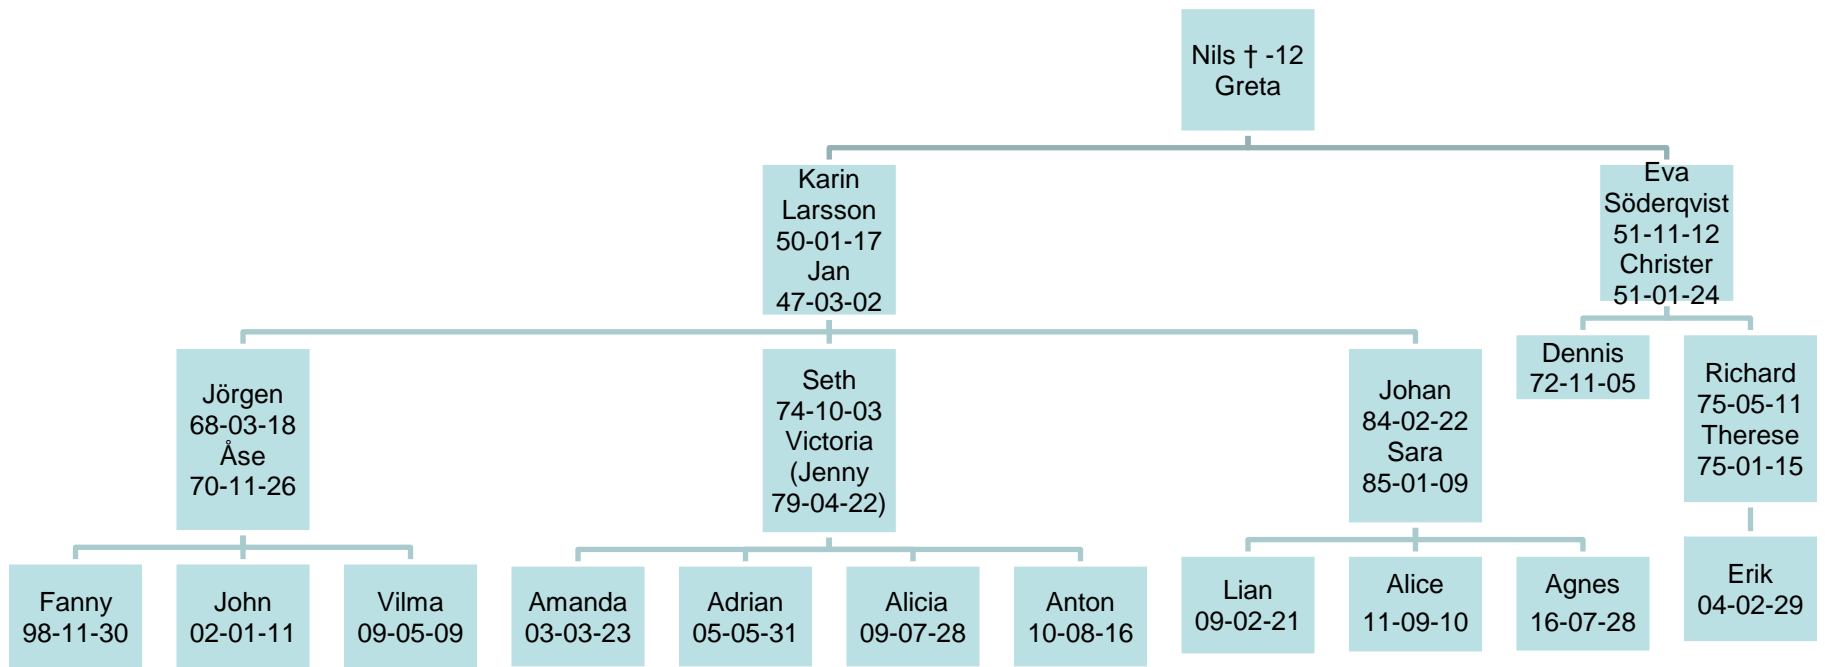 Nils † -12
Greta
Karin
Larsson
50-01-17
Jan
47-03-02
Eva
Söderqvist
51-11-12
Christer
51-01-24
Jörgen
68-03-18
Åse
70-11-26
Seth
74-10-03
Victoria
(Jenny
79-04-22)
Johan
84-02-22
Sara
85-01-09
Dennis
72-11-05
Richard
75-05-11
Therese
75-01-15
Fanny
98-11-30
John
02-01-11
Vilma
09-05-09
Amanda
03-03-23
Adrian
05-05-31
Alicia
09-07-28
Anton
10-08-16
Lian
09-02-21
Alice
11-09-10
Agnes
16-07-28
Erik
04-02-29